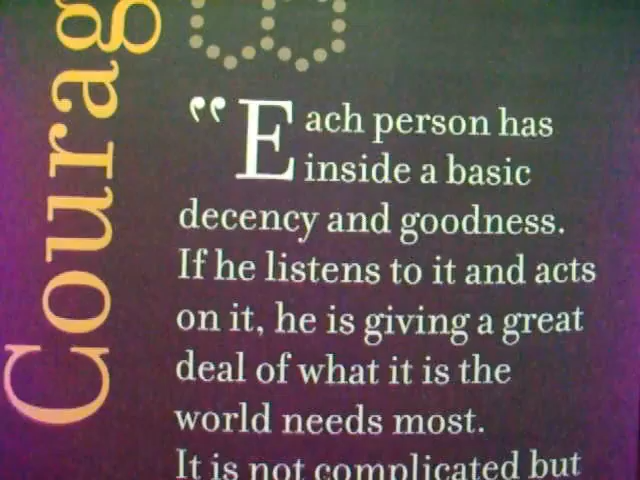 Courag
“Each person has
inside a basic
decency and goodness.
If he listens to it and acts
on it, he is giving a great
deal of what it is the
world needs most.
It is not complicated but